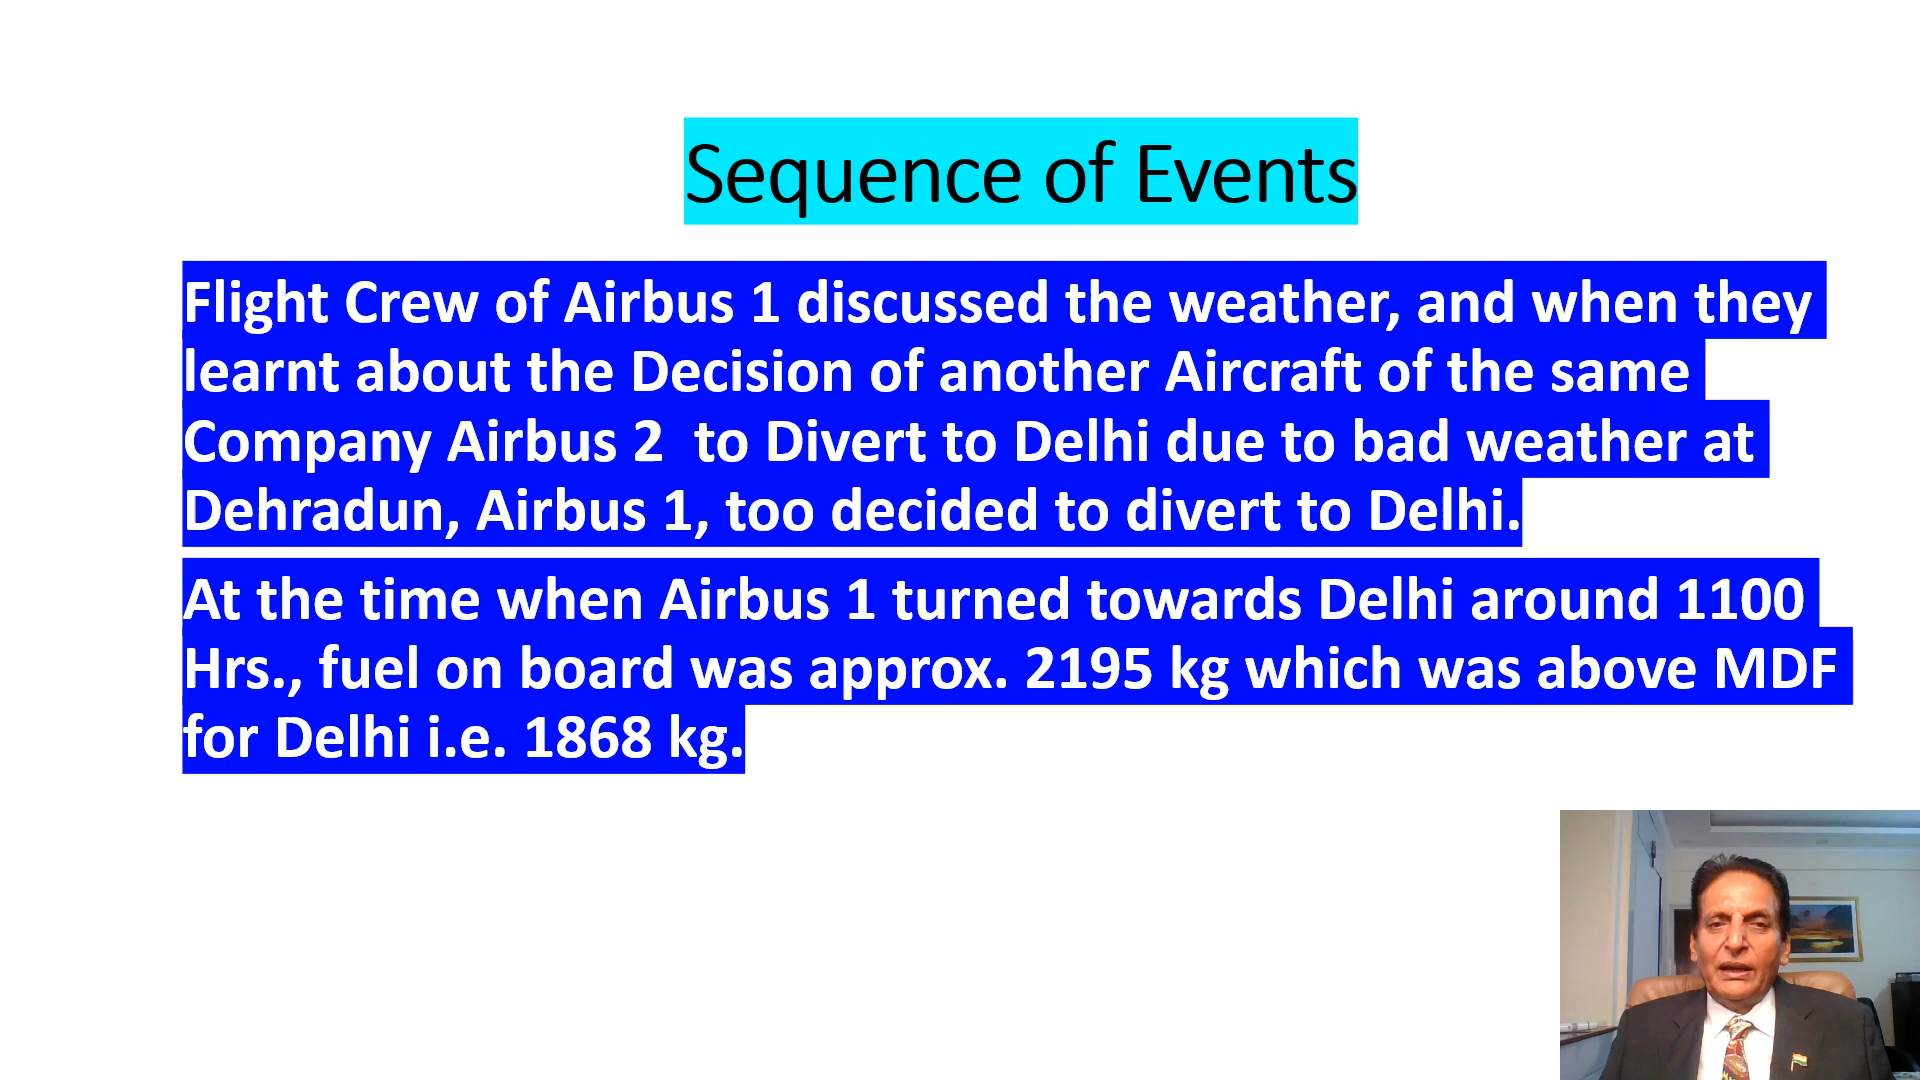 Sequence of Events
Flight Crew of Airbus 1 discussed the weather, and when they
learnt about the Decision of another Aircraft of the same
Company Airbus 2  to Divert to Delhi due to bad weather at
Dehradun, Airbus 1, too decided to divert to Delhi.
At the time when Airbus 1 turned towards Delhi around 1100
Hrs., fuel on board was approx. 2195 kg which was above MDF
for Delhi i.e. 1868 kg.